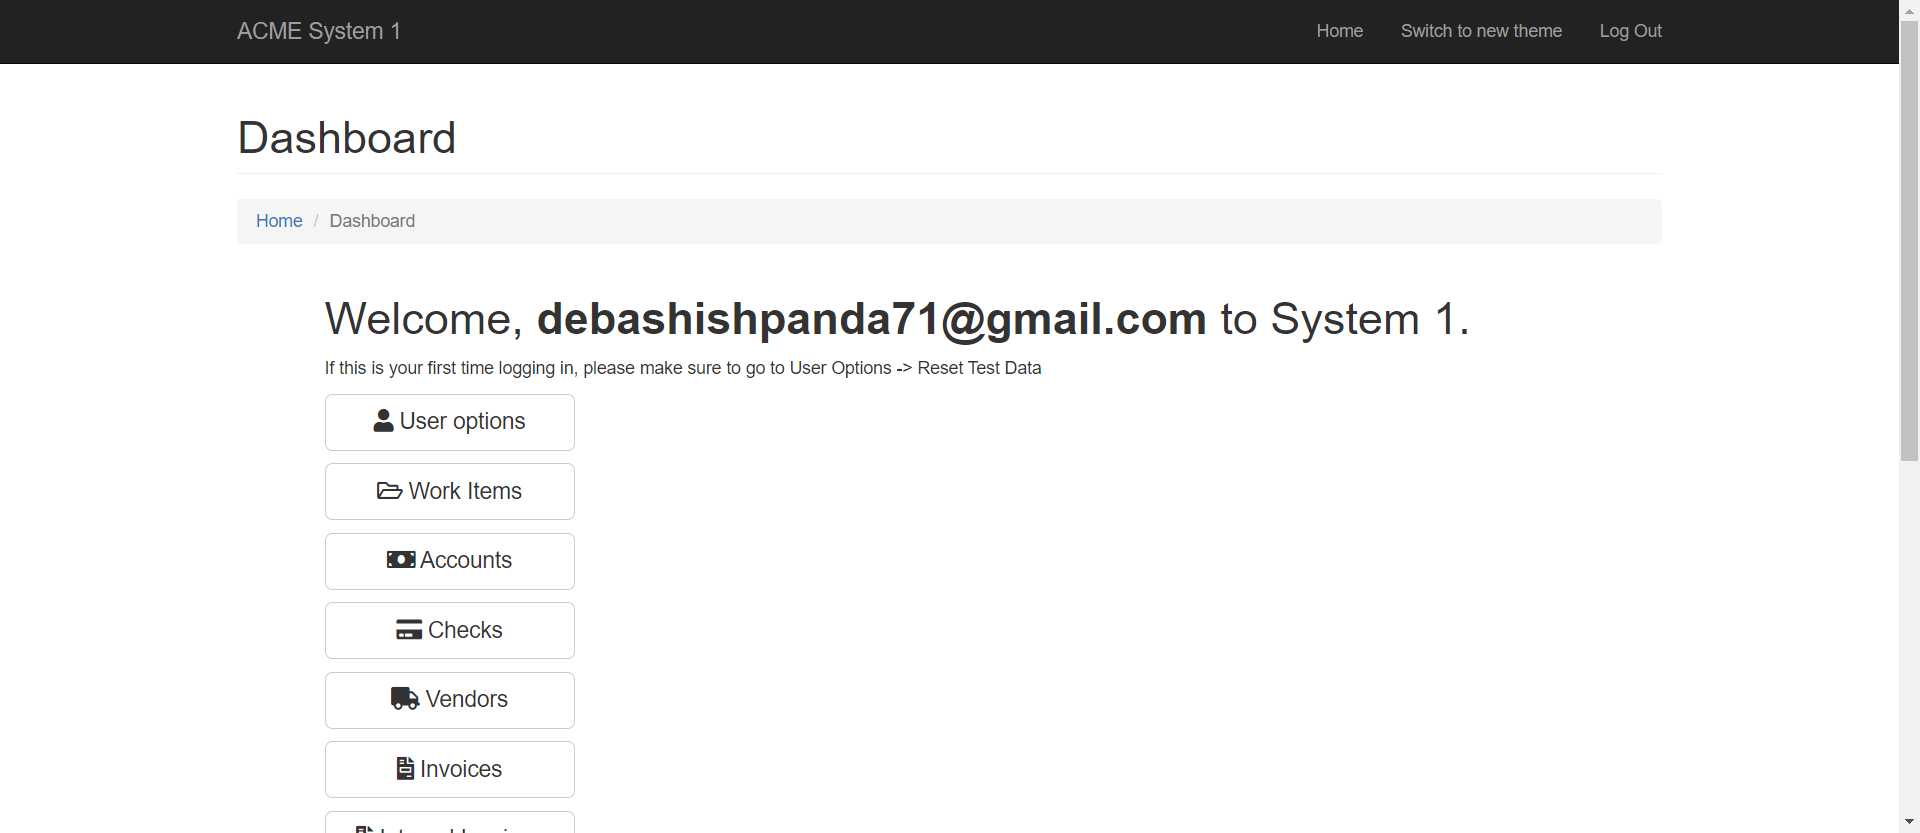 ACME System 1
Home
Switch to new theme
Log Out
Dashboard
Home / Dashboard
Welcome, debashishpanda71@gmail.com to System 1.
If this is your first time logging in, please make sure to go to User Options -> Reset Test Data
User options
Work Items
Accounts
Checks
Vendors
Invoices